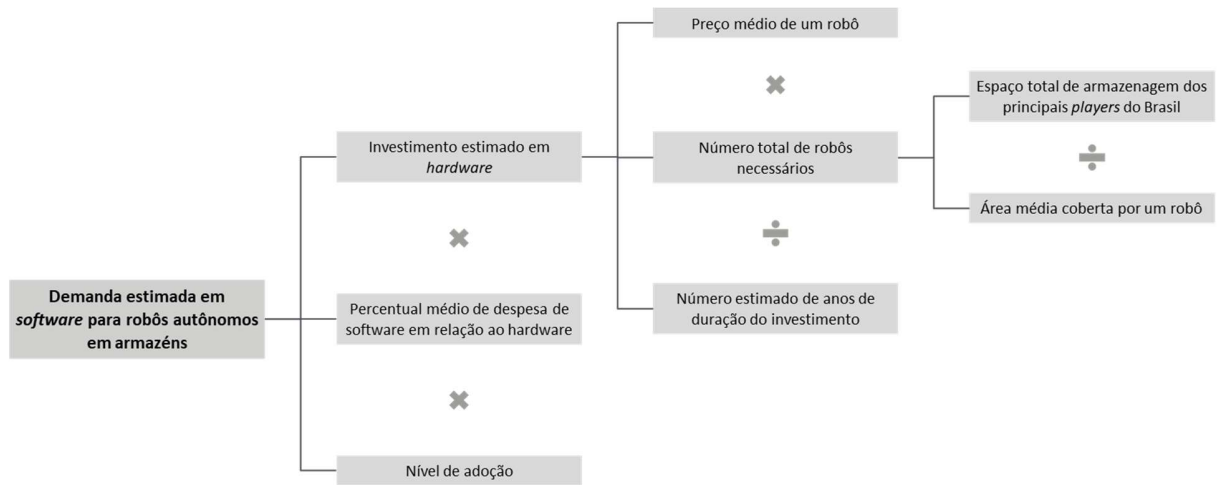 Preço médio de um robô
Espaço total de armazenagem dos
principais players do Brasil
Investimento estimado em
hardware
Número total de robôs
necessários
Área média coberta por um robô
Demanda estimada em
software para robôs autônomos
em armazéns
Percentual médio de despesa de
software em relação ao hardware
Número estimado de anos de
duração do investimento
Nível de adoção